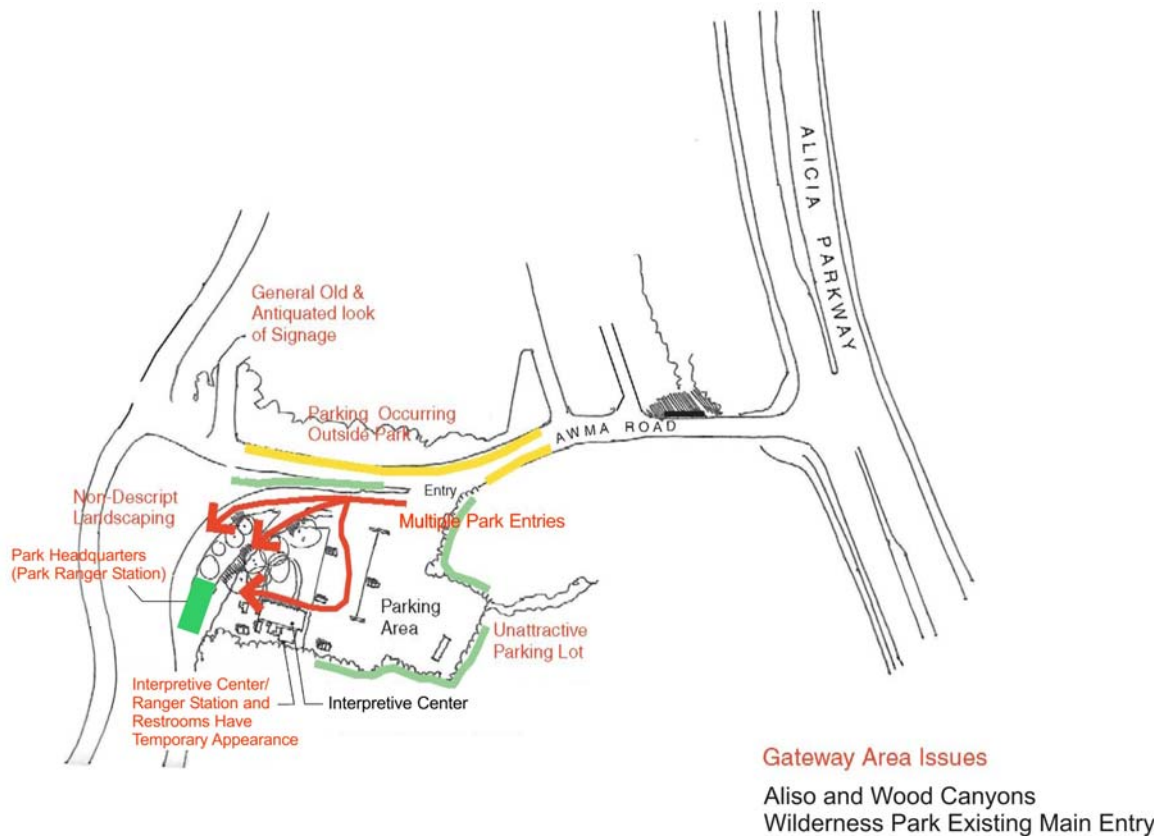 ALICIA PARKWAY
General Old &
Antiquated look
of Signage
Parking Occurring
Outside Park
AWMA ROAD
Entry
Non-Descript
Landscaping
Multiple Park Entries
Park Headquarters
(Park Ranger Station)
Parking
Area
Unattractive
Parking Lot
Interpretive Center/
Ranger Station and
Restrooms Have
Temporary Appearance
Interpretive Center
Gateway Area Issues
Aliso and Wood Canyons
Wilderness Park Existing Main Entry